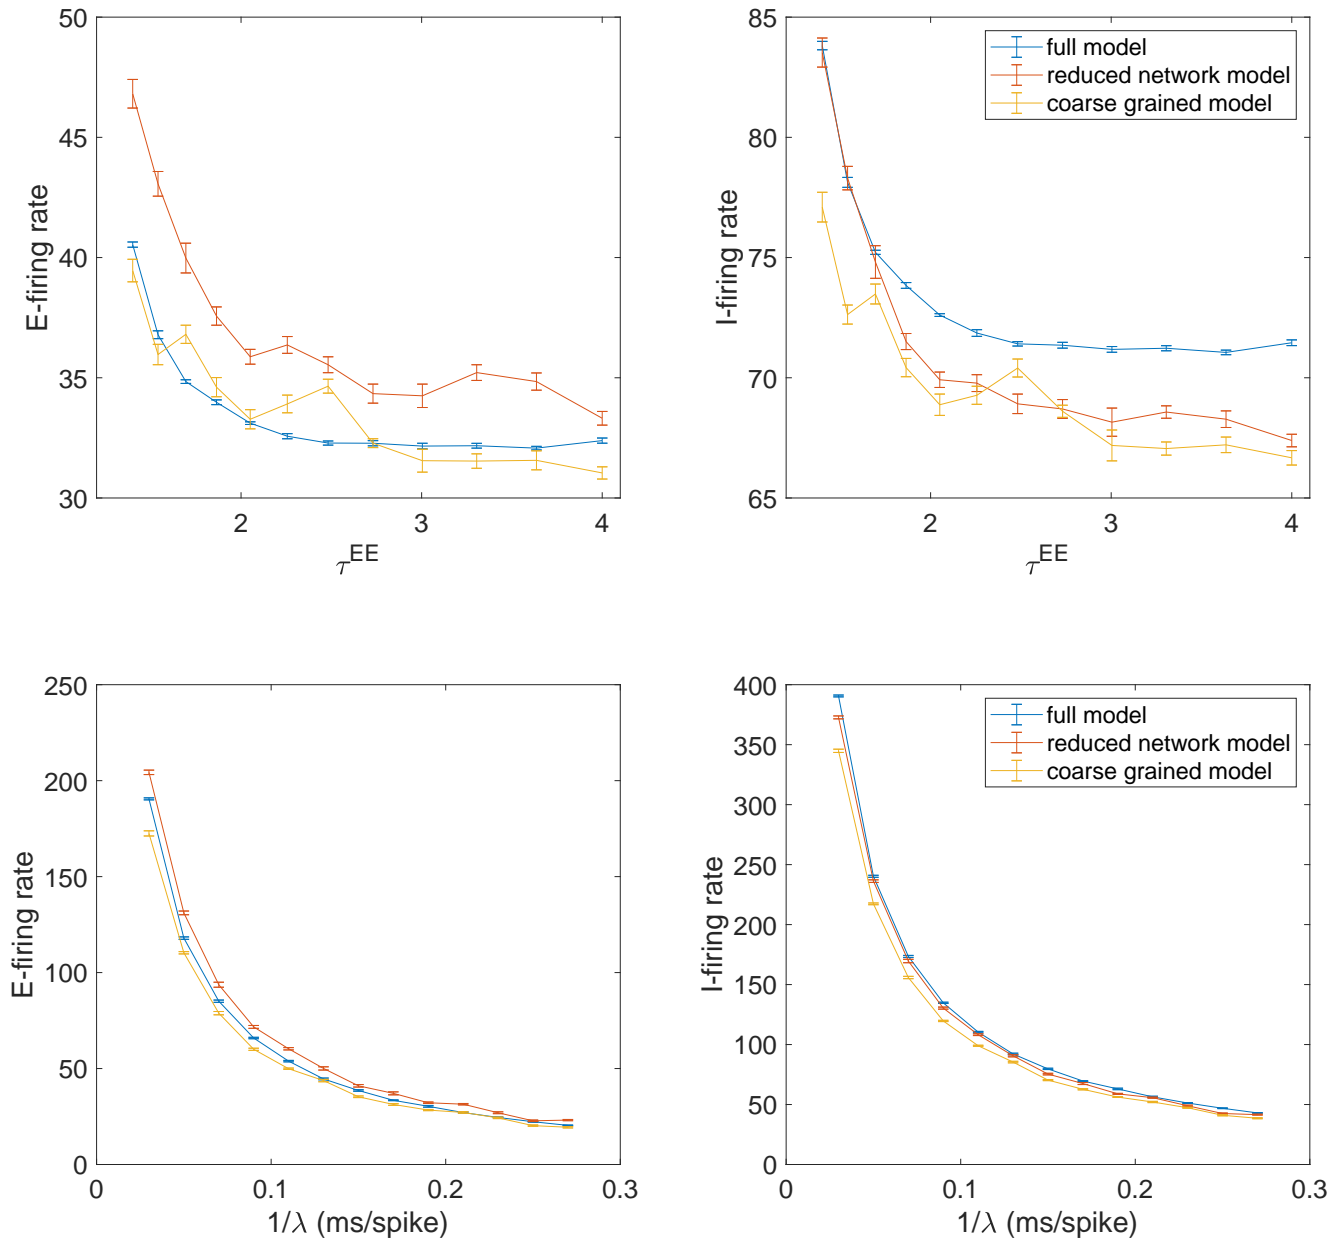 50
45
40
35
30
E-firing rate
2
3
4
τ^EE
85
80
75
70
65
I-firing rate
2
3
4
τ^EE
full model
reduced network model
coarse grained model
250
200
150
100
50
0
E-firing rate
0
0.1
0.2
0.3
1/λ (ms/spike)
400
350
300
250
200
150
100
50
0
I-firing rate
0
0.1
0.2
0.3
1/λ (ms/spike)
full model
reduced network model
coarse grained model